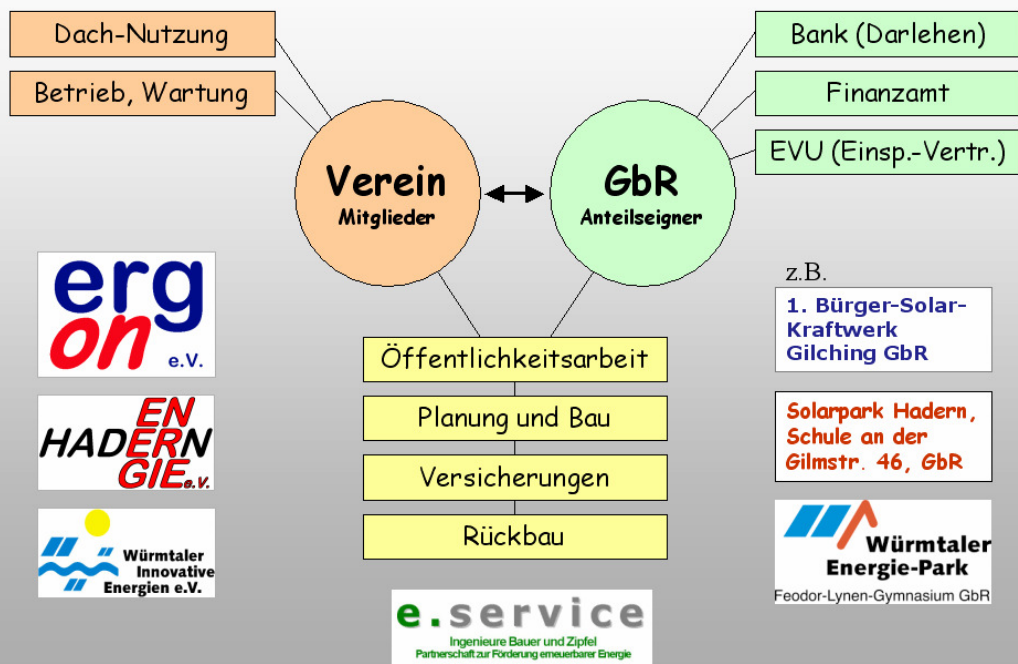 Dach-Nutzung
Betrieb, Wartung
Bank (Darlehen)
Finanzamt
EVU (Einsp.-Vertr.)
Verein
Mitglieder
GbR
Anteilseigner
Öffentlichkeitsarbeit
Planung und Bau
Versicherungen
Rückbau
erg
on
e.V.
EN
HADERN
GIE e.V.
Würmtaler
Innovative
Energien e.V.
z.B.
1. Bürger-Solar-
Kraftwerk
Gilching GbR
Solarpark Hadern,
Schule an der
Gilmstr. 46, GbR
Würmtaler
Energie-Park
Feodor-Lynen-Gymnasium GbR
e.service
Ingenieure Bauer und Zipfel
Partnerschaft zur Förderung erneuerbarer Energie